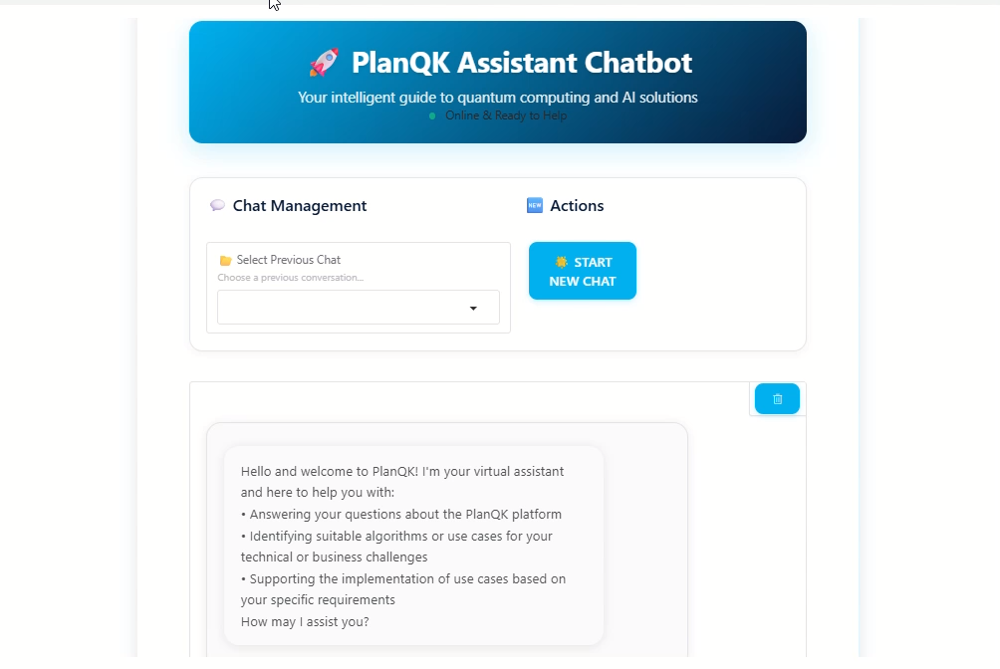 🚀 PlanQK Assistant Chatbot
Your intelligent guide to quantum computing and AI solutions
Online & Ready to Help
💬 Chat Management
🆕 Actions
📁 Select Previous Chat
Choose a previous conversation...
🌟 START
NEW CHAT
Hello and welcome to PlanQK! I'm your virtual assistant
and here to help you with:
• Answering your questions about the PlanQK platform
• Identifying suitable algorithms or use cases for your
technical or business challenges
• Supporting the implementation of use cases based on
your specific requirements
How may I assist you?